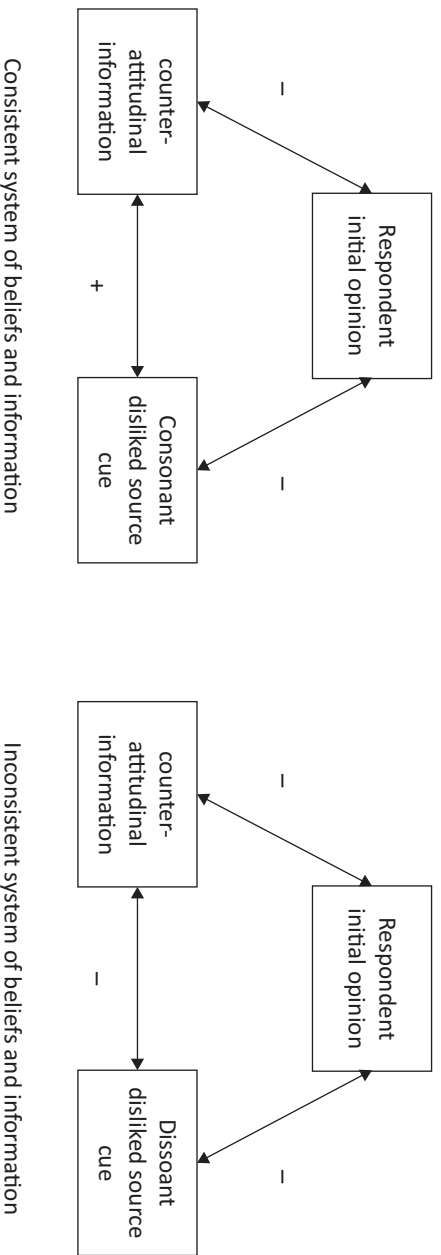 Respondent
initial opinion
–
–
counter-
attitudinal
information
+
Consonant
disliked source
cue
Consistent system of beliefs and information
Respondent
initial opinion
–
–
counter-
attitudinal
information
–
Dissoant
disliked source
cue
Inconsistent system of beliefs and information